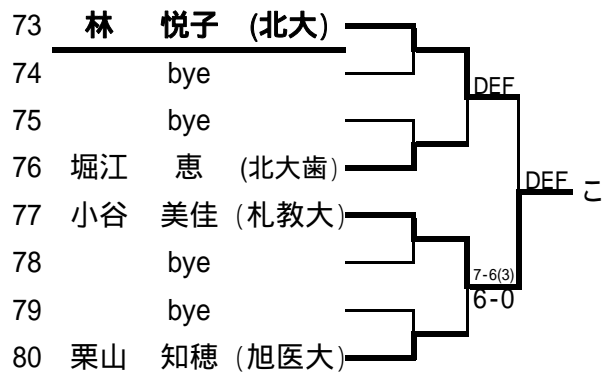 73 林 悦子 (北大)
74 bye
DEF
75 bye
76 堀江 恵 (北大歯)
DEF こ
77 小谷 美佳 (札教大)
78 bye
7-6(3)
6-0
79 bye
80 栗山 知穂 (旭医大)